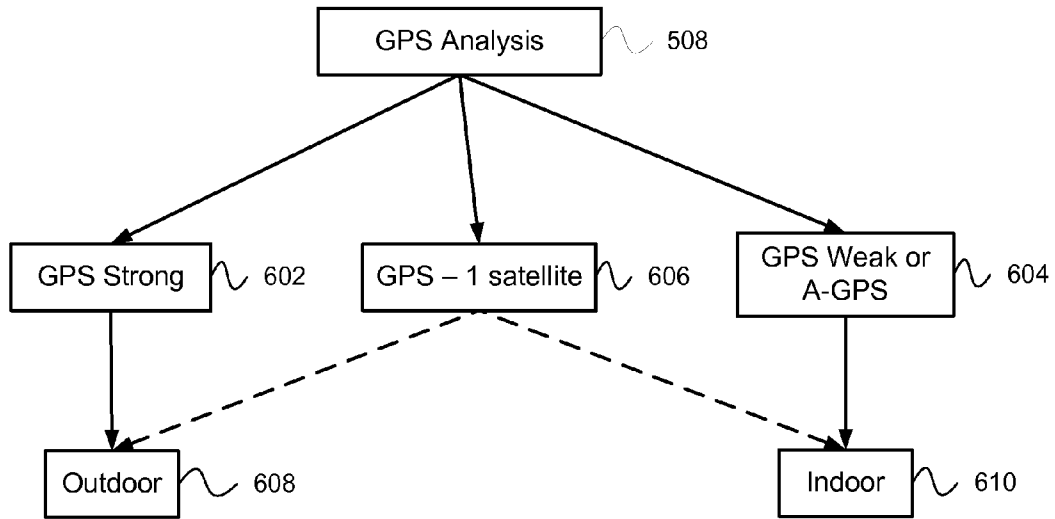 GPS Analysis
508
GPS Strong
602
GPS – 1 satellite
606
GPS Weak or
A-GPS
604
Outdoor
608
Indoor
610